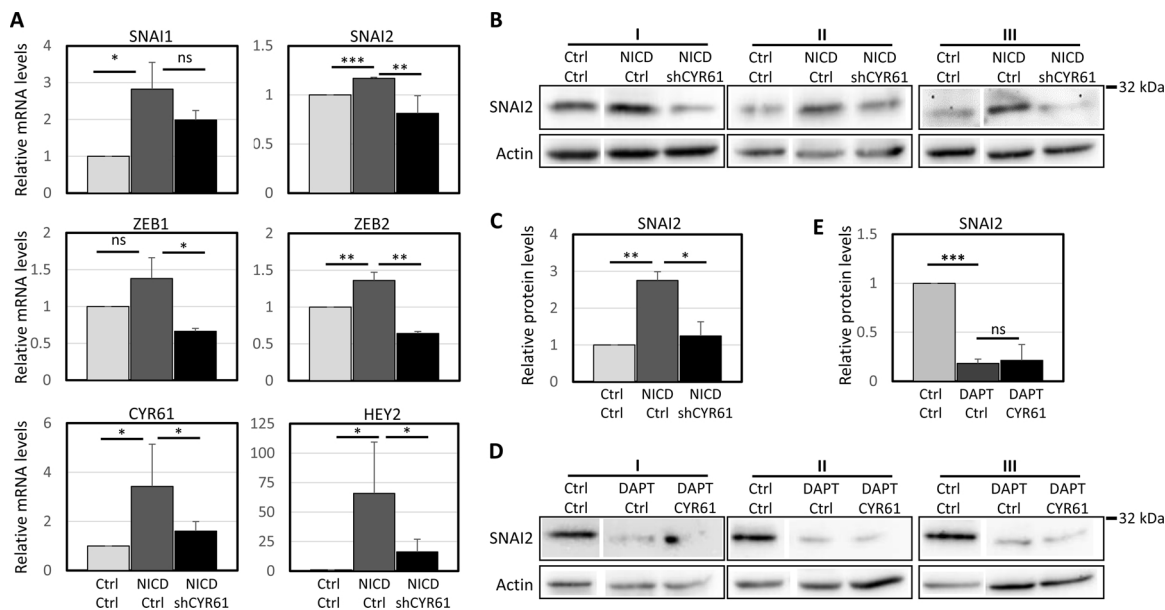 A
SNAI1
Relative mRNA levels
4
3
2
1
0
*
ns
SNAI2
1.5
1
0.5
0
***
**
ZEB1
Relative mRNA levels
2
1.5
1
0.5
0
ns
*
ZEB2
2
1.5
1
0.5
0
**
**
CYR61
Relative mRNA levels
6
4
2
0
*
*
Ctrl NICD NICD
Ctrl Ctrl shCYR61
HEY2
125
100
75
50
25
0
*
*
Ctrl NICD NICD
Ctrl Ctrl shCYR61
B
I II III
Ctrl NICD NICD Ctrl NICD NICD Ctrl NICD NICD
Ctrl Ctrl shCYR61 Ctrl Ctrl shCYR61 Ctrl Ctrl shCYR61
32 kDa
SNAI2
Actin
C
SNAI2
Relative protein levels
4
3
2
1
0
**
*
Ctrl NICD NICD
Ctrl Ctrl shCYR61
E
SNAI2
Relative protein levels
1.5
1
0.5
0
***
ns
Ctrl DAPT DAPT
Ctrl Ctrl CYR61
D
I II III
Ctrl DAPT DAPT Ctrl DAPT DAPT Ctrl DAPT DAPT
Ctrl Ctrl CYR61 Ctrl Ctrl CYR61 Ctrl Ctrl CYR61
32 kDa
SNAI2
Actin